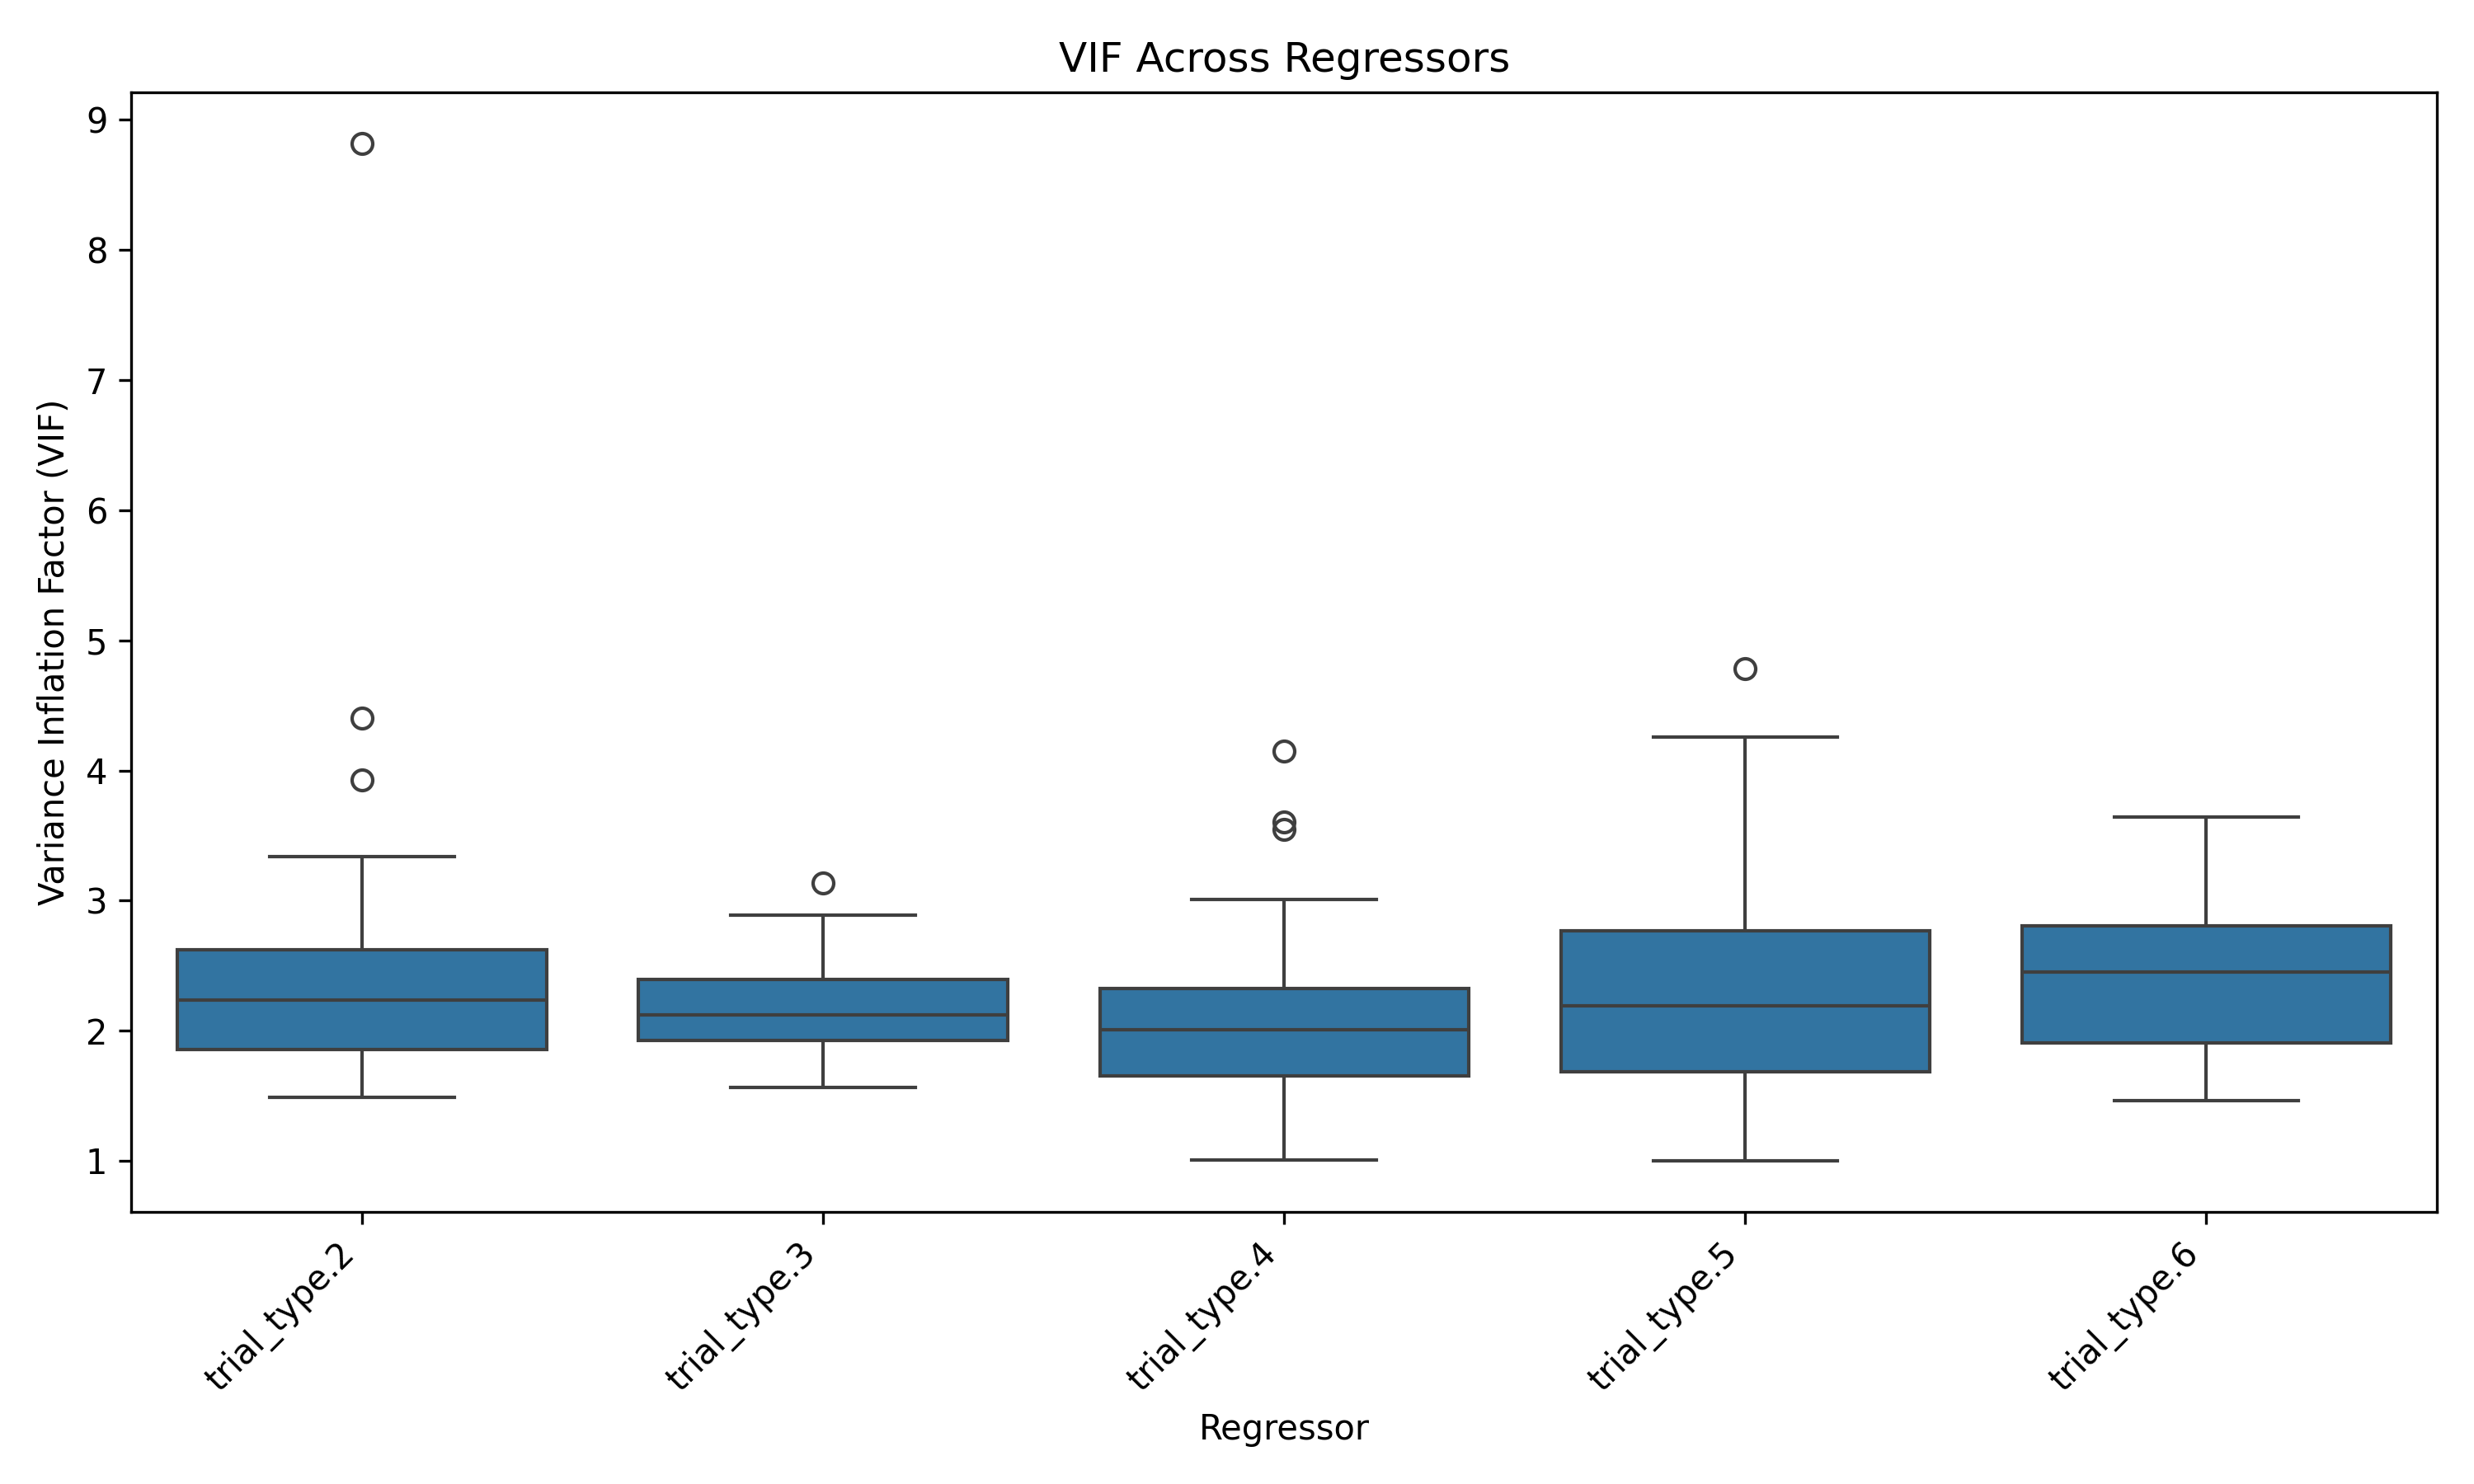 VIF Across Regressors
Variance Inflation Factor (VIF)
9
8
7
6
5
4
3
2
1
trial_type.2
trial_type.3
trial_type.4
trial_type.5
trial_type.6
Regressor